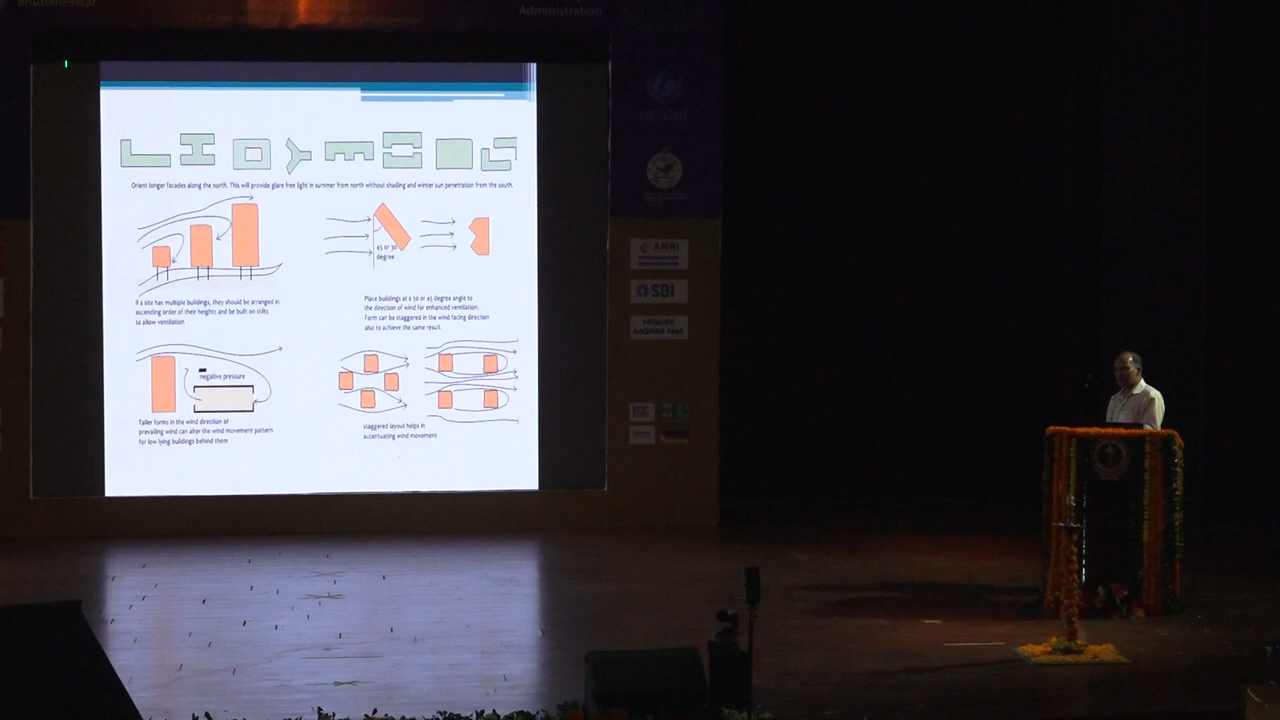 Bhubaneswar
Administration
Orient longer facades along the north. This will provide glare free light in summer from north without shading and winter sun penetration from the south.
45 or 30
degree
If a site has multiple buildings, they should be arranged in
ascending order of their heights and be built on stilts
to allow ventilation
Place buildings at a 30 or 45 degree angle to
the direction of wind for enhanced ventilation.
Form can be staggered in the wind facing direction
also to achieve the same result.
negative pressure
Taller forms in the wind direction of
prevailing wind can alter the wind movement pattern
for low lying buildings behind them
staggered layout helps in
accentuating wind movement
unicef
AMRI
SBI